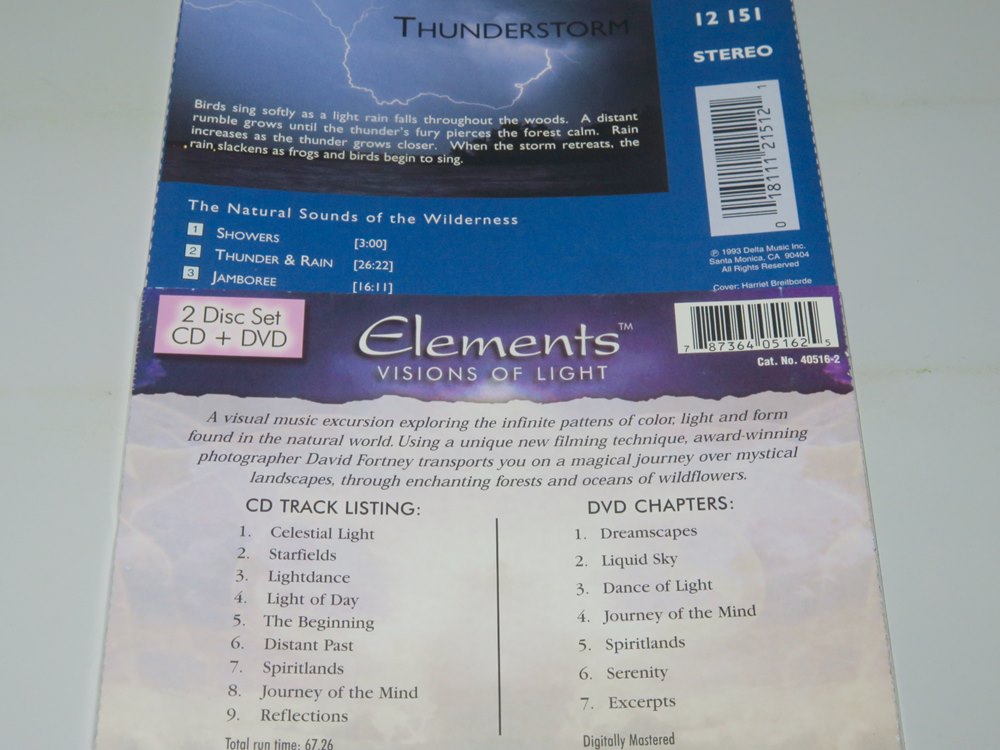 THUNDERSTORM
12 151
STEREO
Birds sing softly as a light rain falls throughout the woods. A distant
rumble grows until the thunder's fury pierces the forest calm. Rain
increases as the thunder grows closer. When the storm retreats, the
rain slackens as frogs and birds begin to sing.
0 18111 21512 1
The Natural Sounds of the Wilderness
1 SHOWERS [3:00]
2 THUNDER & RAIN [26:22]
3 JAMBOREE [16:11]
℗ 1993 Delta Music Inc.
Santa Monica, CA 90404
All Rights Reserved
Cover: Harriet Breitborde
2 Disc Set
CD + DVD
Elements™
VISIONS OF LIGHT
7 87364 05162 5
Cat. No. 40516-2
A visual music excursion exploring the infinite pattens of color, light and form
found in the natural world. Using a unique new filming technique, award-winning
photographer David Fortney transports you on a magical journey over mystical
landscapes, through enchanting forests and oceans of wildflowers.
CD TRACK LISTING:
1. Celestial Light
2. Starfields
3. Lightdance
4. Light of Day
5. The Beginning
6. Distant Past
7. Spiritlands
8. Journey of the Mind
9. Reflections
Total run time: 67.26
DVD CHAPTERS:
1. Dreamscapes
2. Liquid Sky
3. Dance of Light
4. Journey of the Mind
5. Spiritlands
6. Serenity
7. Excerpts
Digitally Mastered